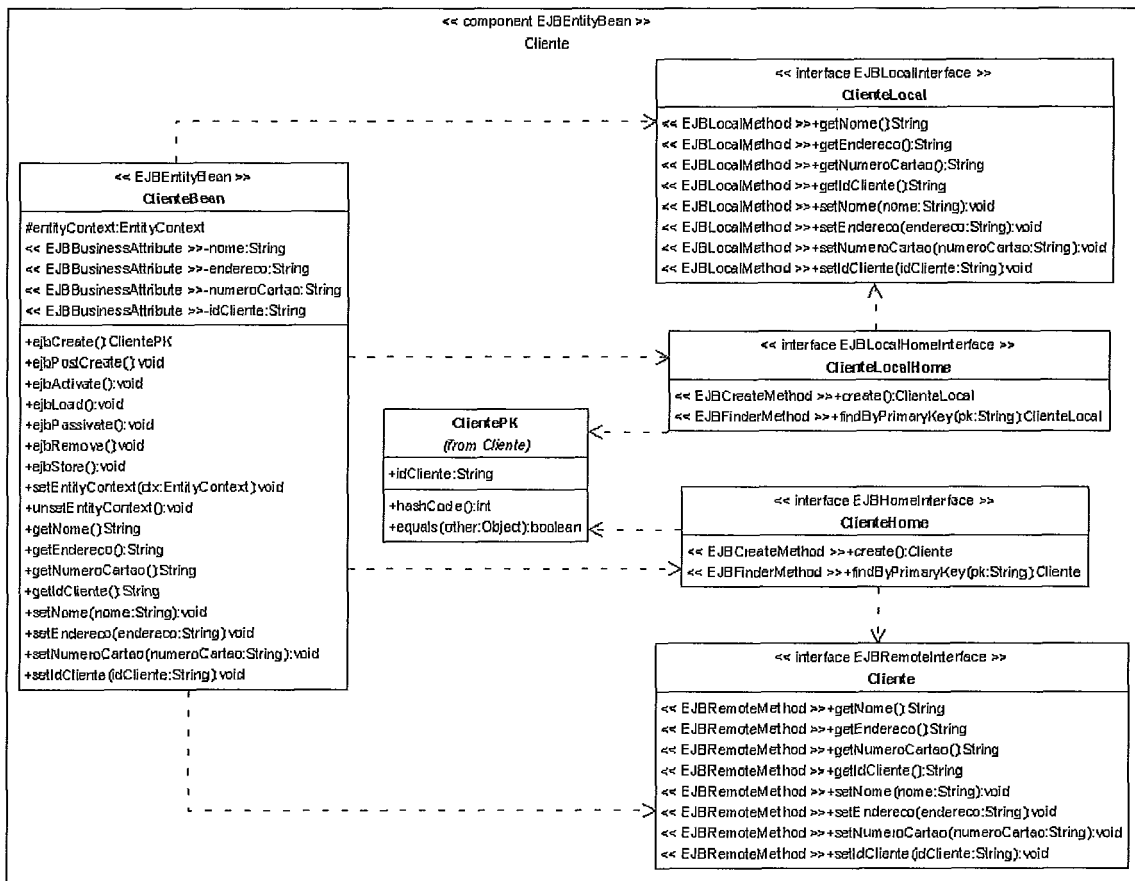 << component EJBEntityBean >>
Cliente
<< interface EJBLocalInterface >>
ClienteLocal
<< EJBLocalMethod >>+getNome():String
<< EJBLocalMethod >>+getEndereco():String
<< EJBLocalMethod >>+getNumeroCartao():String
<< EJBLocalMethod >>+getIdCliente():String
<< EJBLocalMethod >>+setNome(nome:String):void
<< EJBLocalMethod >>+setEndereco(endereco:String):void
<< EJBLocalMethod >>+setNumeroCartao(numeroCartao:String):void
<< EJBLocalMethod >>+setIdCliente(idCliente:String):void
<< EJBEntityBean >>
ClienteBean
#entityContext:EntityContext
<< EJBBusinessAttribute >>-nome:String
<< EJBBusinessAttribute >>-endereco:String
<< EJBBusinessAttribute >>-numeroCartao:String
<< EJBBusinessAttribute >>-idCliente:String
+ejbCreate():ClientePK
+ejbPostCreate():void
+ejbActivate():void
+ejbLoad():void
+ejbPassivate():void
+ejbRemove():void
+ejbStore():void
+setEntityContext(ctx:EntityContext):void
+unsetEntityContext():void
+getNome():String
+getEndereco():String
+getNumeroCartao():String
+getIdCliente():String
+setNome(nome:String):void
+setEndereco(endereco:String):void
+setNumeroCartao(numeroCartao:String):void
+setIdCliente(idCliente:String):void
<< interface EJBLocalHomeInterface >>
ClienteLocalHome
<< EJBCreateMethod >>+create():ClienteLocal
<< EJBFinderMethod >>+findByPrimaryKey(pk:String):ClienteLocal
ClientePK
(from Cliente)
+idCliente:String
+hashCode():int
+equals(other:Object):boolean
<< interface EJBHomeInterface >>
ClienteHome
<< EJBCreateMethod >>+create():Cliente
<< EJBFinderMethod >>+findByPrimaryKey(pk:String):Cliente
<< interface EJBRemoteInterface >>
Cliente
<< EJBRemoteMethod >>+getNome():String
<< EJBRemoteMethod >>+getEndereco():String
<< EJBRemoteMethod >>+getNumeroCartao():String
<< EJBRemoteMethod >>+getIdCliente():String
<< EJBRemoteMethod >>+setNome(nome:String):void
<< EJBRemoteMethod >>+setEndereco(endereco:String):void
<< EJBRemoteMethod >>+setNumeroCartao(numeroCartao:String):void
<< EJBRemoteMethod >>+setIdCliente(idCliente:String):void